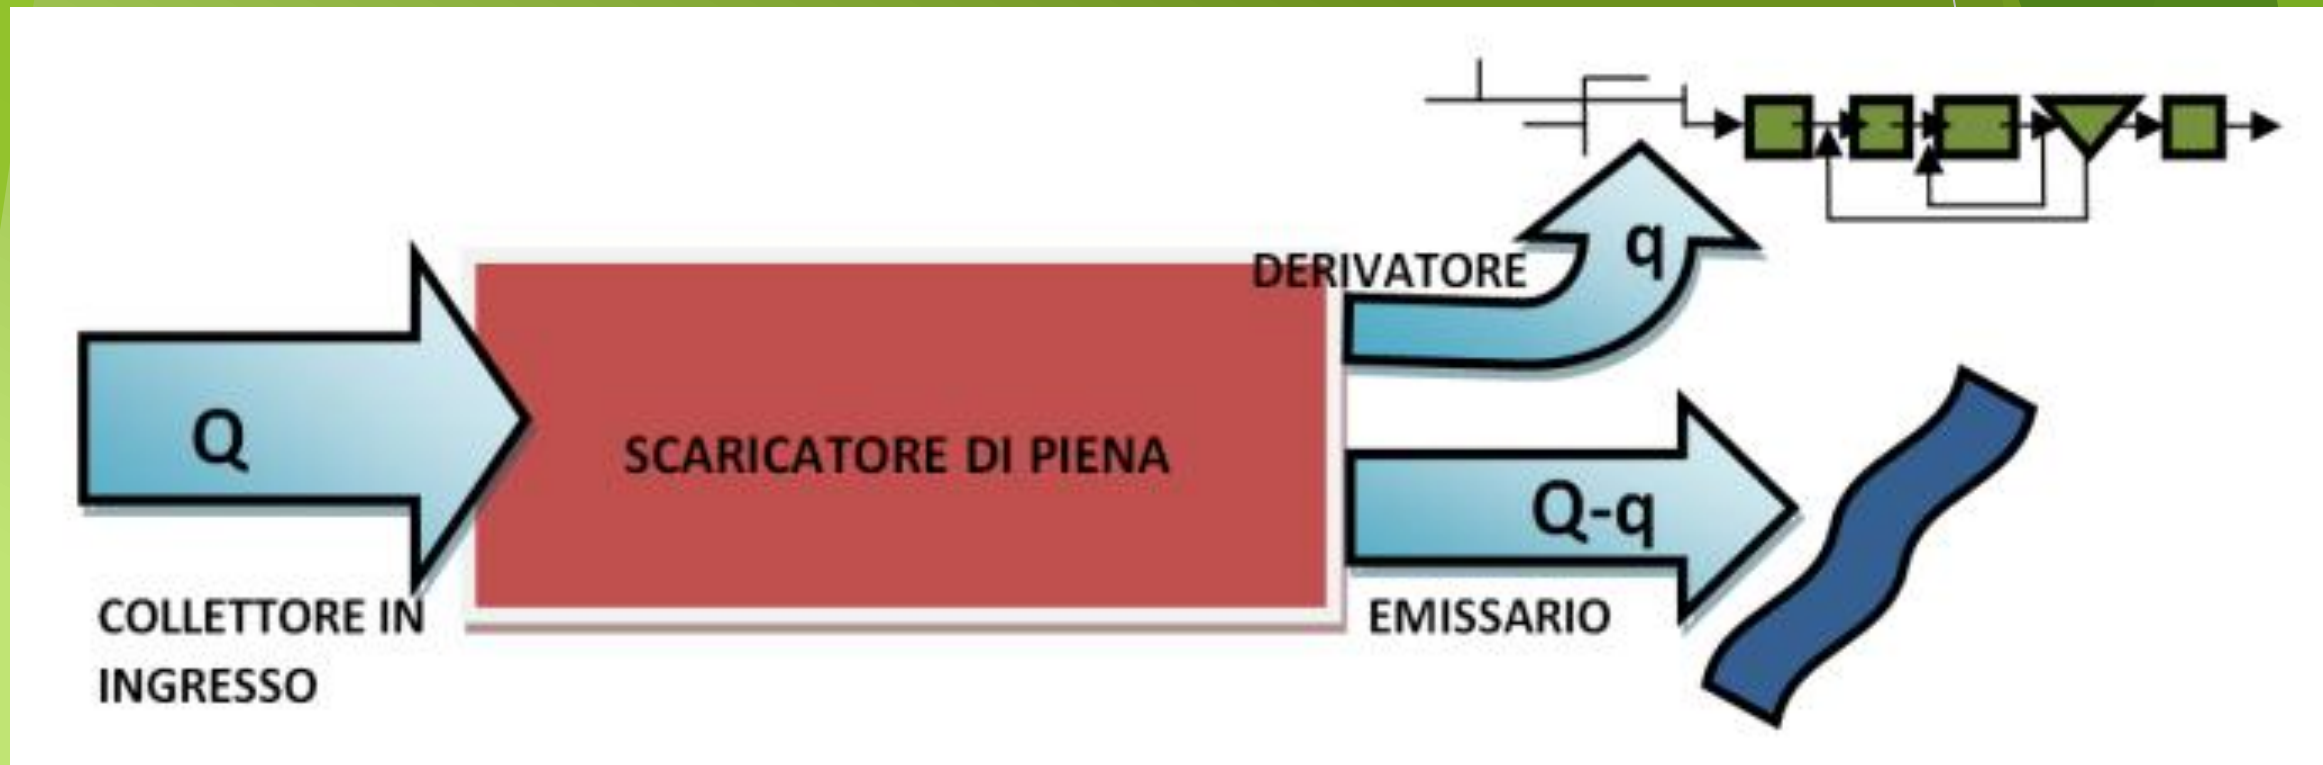 DERIVATORE
q
Q
SCARICATORE DI PIENA
Q-q
COLLETTORE IN
INGRESSO
EMISSARIO